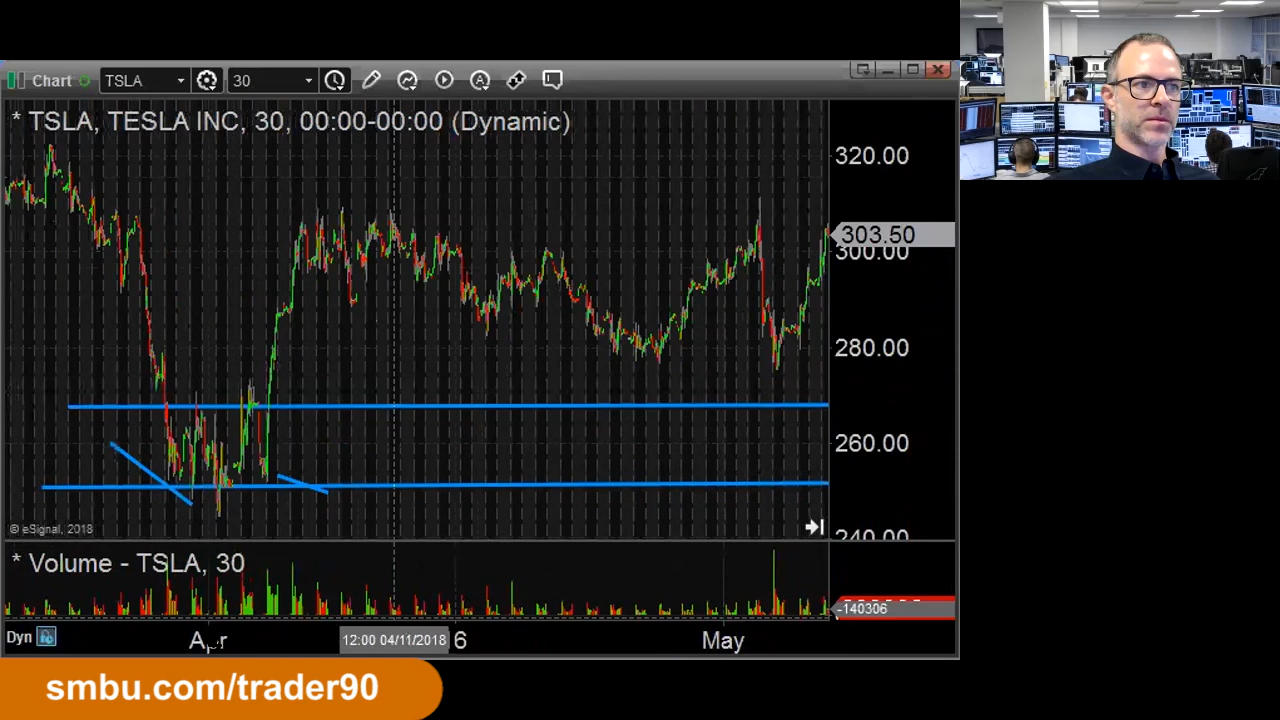 Chart TSLA 30
* TSLA, TESLA INC, 30, 00:00-00:00 (Dynamic)
320.00
303.50
300.00
280.00
260.00
240.00
© eSignal, 2018
* Volume - TSLA, 30
-140306
Dyn Apr 12:00 04/11/2018 6 May
smbu.com/trader90